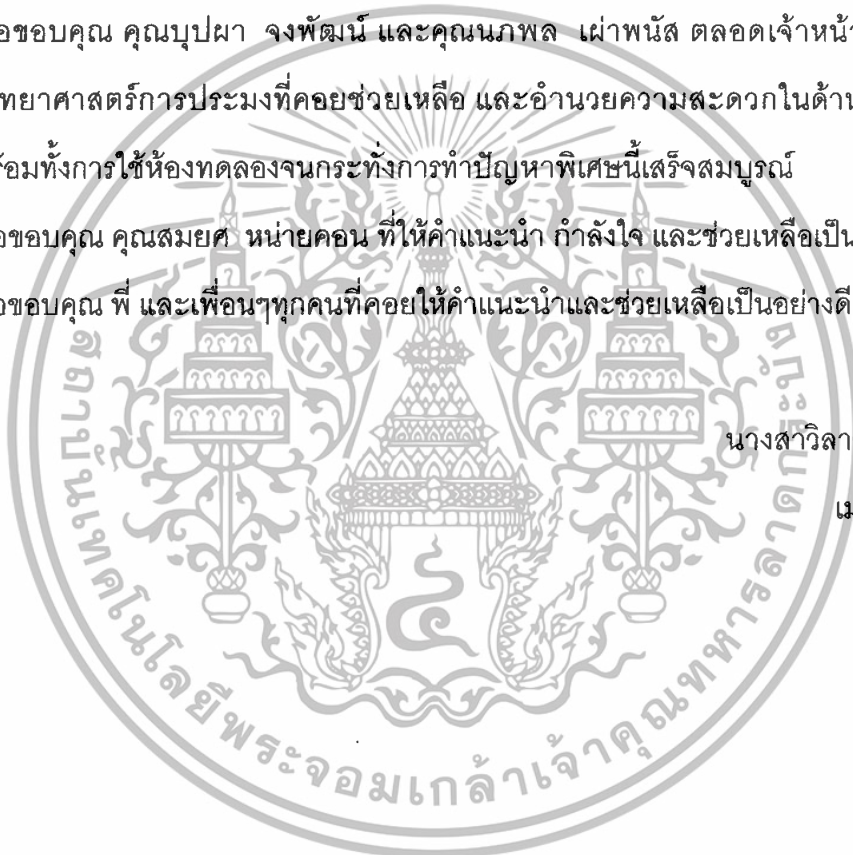 อขอบคุณ คุณบุปผา จงพัฒน์ และคุณนภพล เผ่าพนัส ตลอดเจ้าหน้า
ทยาศาสตร์การประมงที่คอยช่วยเหลือ และอำนวยความสะดวกในด้าน
ร้อมทั้งการใช้ห้องทดลองจนกระทั่งการทำปัญหาพิเศษนี้เสร็จสมบูรณ์
อขอบคุณ คุณสมยศ หน่ายคอน ที่ให้คำแนะนำ กำลังใจ และช่วยเหลือเป็น
อขอบคุณ พี่ และเพื่อนๆทุกคนที่คอยให้คำแนะนำและช่วยเหลือเป็นอย่างดี
นางสาวิลา
เม
สถาบันเทคโนโลยีพระจอมเกล้าเจ้าคุณทหารลาดกระบัง